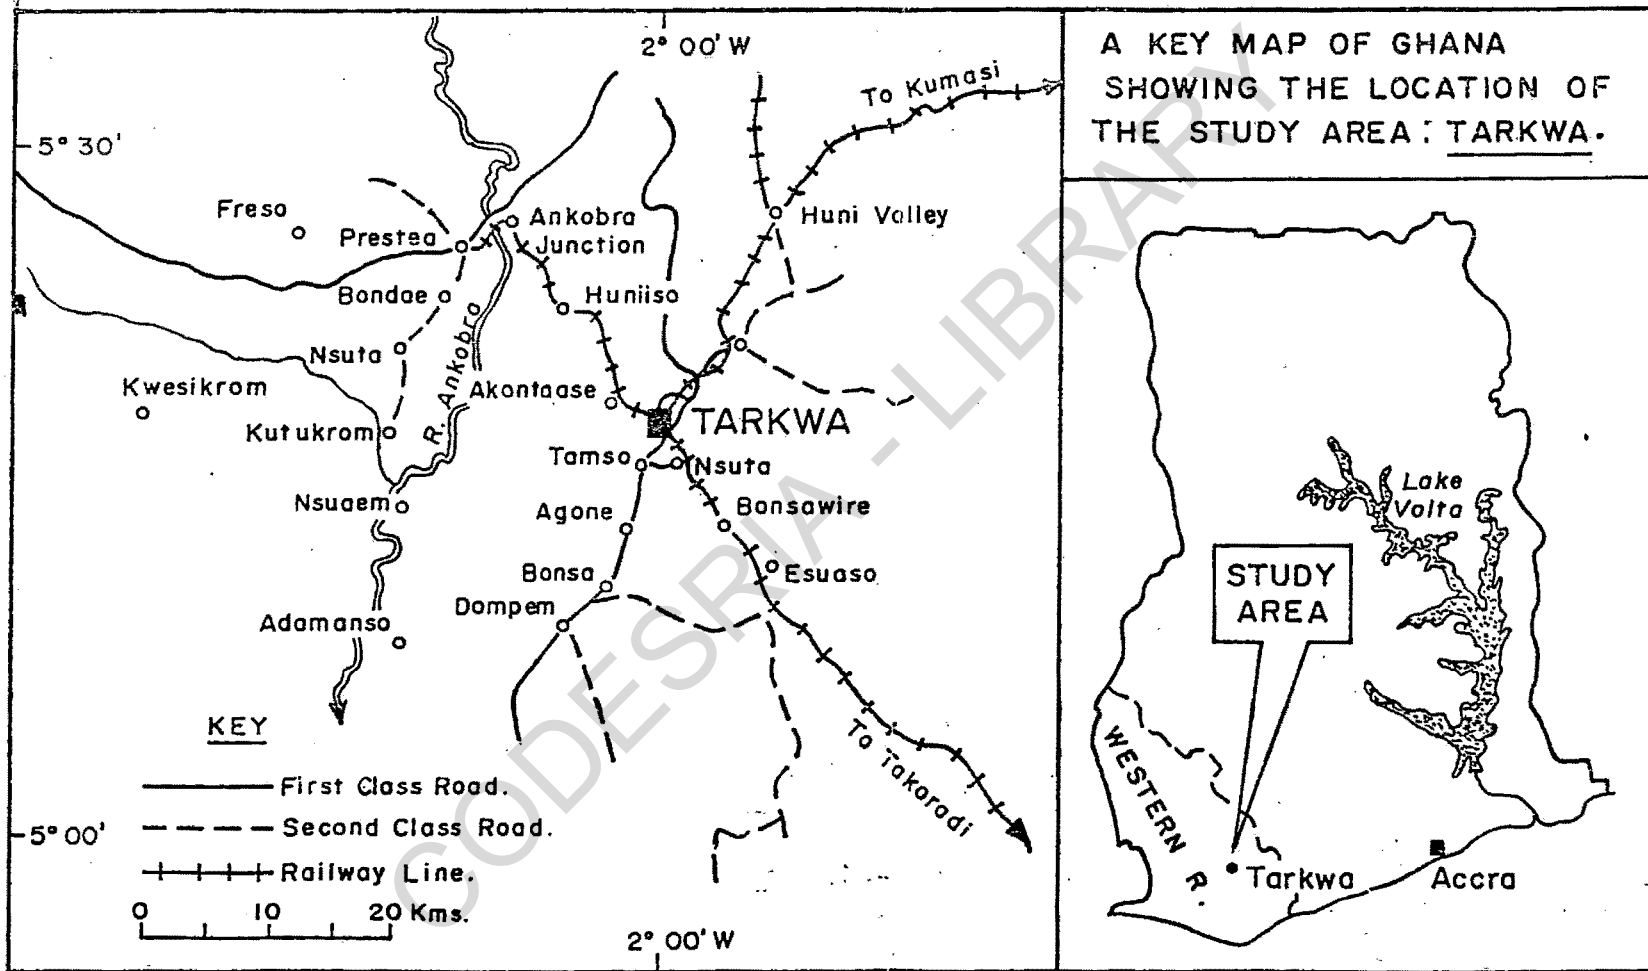 2° 00' W
5° 30'
To Kumasi
Freso
Prestea
Ankobra
Junction
Huni Valley
Bondae
Huniiso
Nsuta
R. Ankobra
Kwesikrom
Akontaase
TARKWA
Kutukrom
Tamso
Nsuta
Nsuaem
Agone
Bonsawire
Bonsa
Esuaso
Dompem
Adamanso
To Takoradi
KEY
First Class Road.
Second Class Road.
Railway Line.
5° 00'
0 10 20 Kms.
2° 00' W
A KEY MAP OF GHANA
SHOWING THE LOCATION OF
THE STUDY AREA: TARKWA.
Lake
Volta
STUDY
AREA
WESTERN R.
Tarkwa
Accra
CODESRIA - LIBRARY